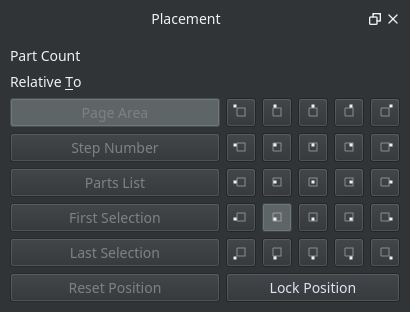 Placement
Part Count
Relative To
Page Area
Step Number
Parts List
First Selection
Last Selection
Reset Position Lock Position